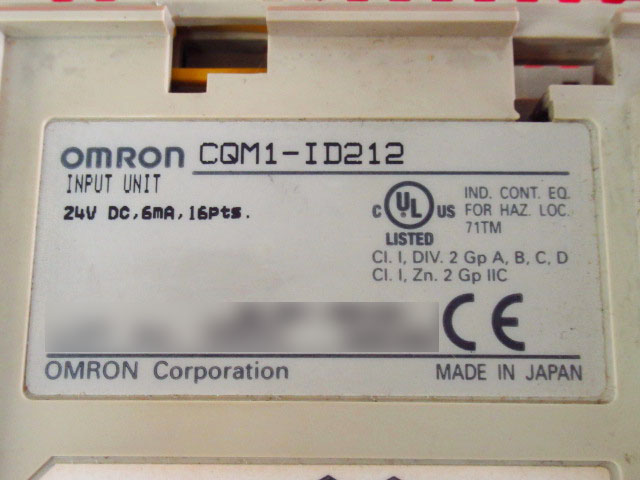 OMRON CQM1-ID212
INPUT UNIT
24V DC,6mA,16pts.
C UL US
LISTED
IND. CONT. EQ.
FOR HAZ. LOC.
71TM
Cl. I, DIV. 2 Gp A, B, C, D
Cl. I, Zn. 2 Gp IIC
CE
OMRON Corporation
MADE IN JAPAN